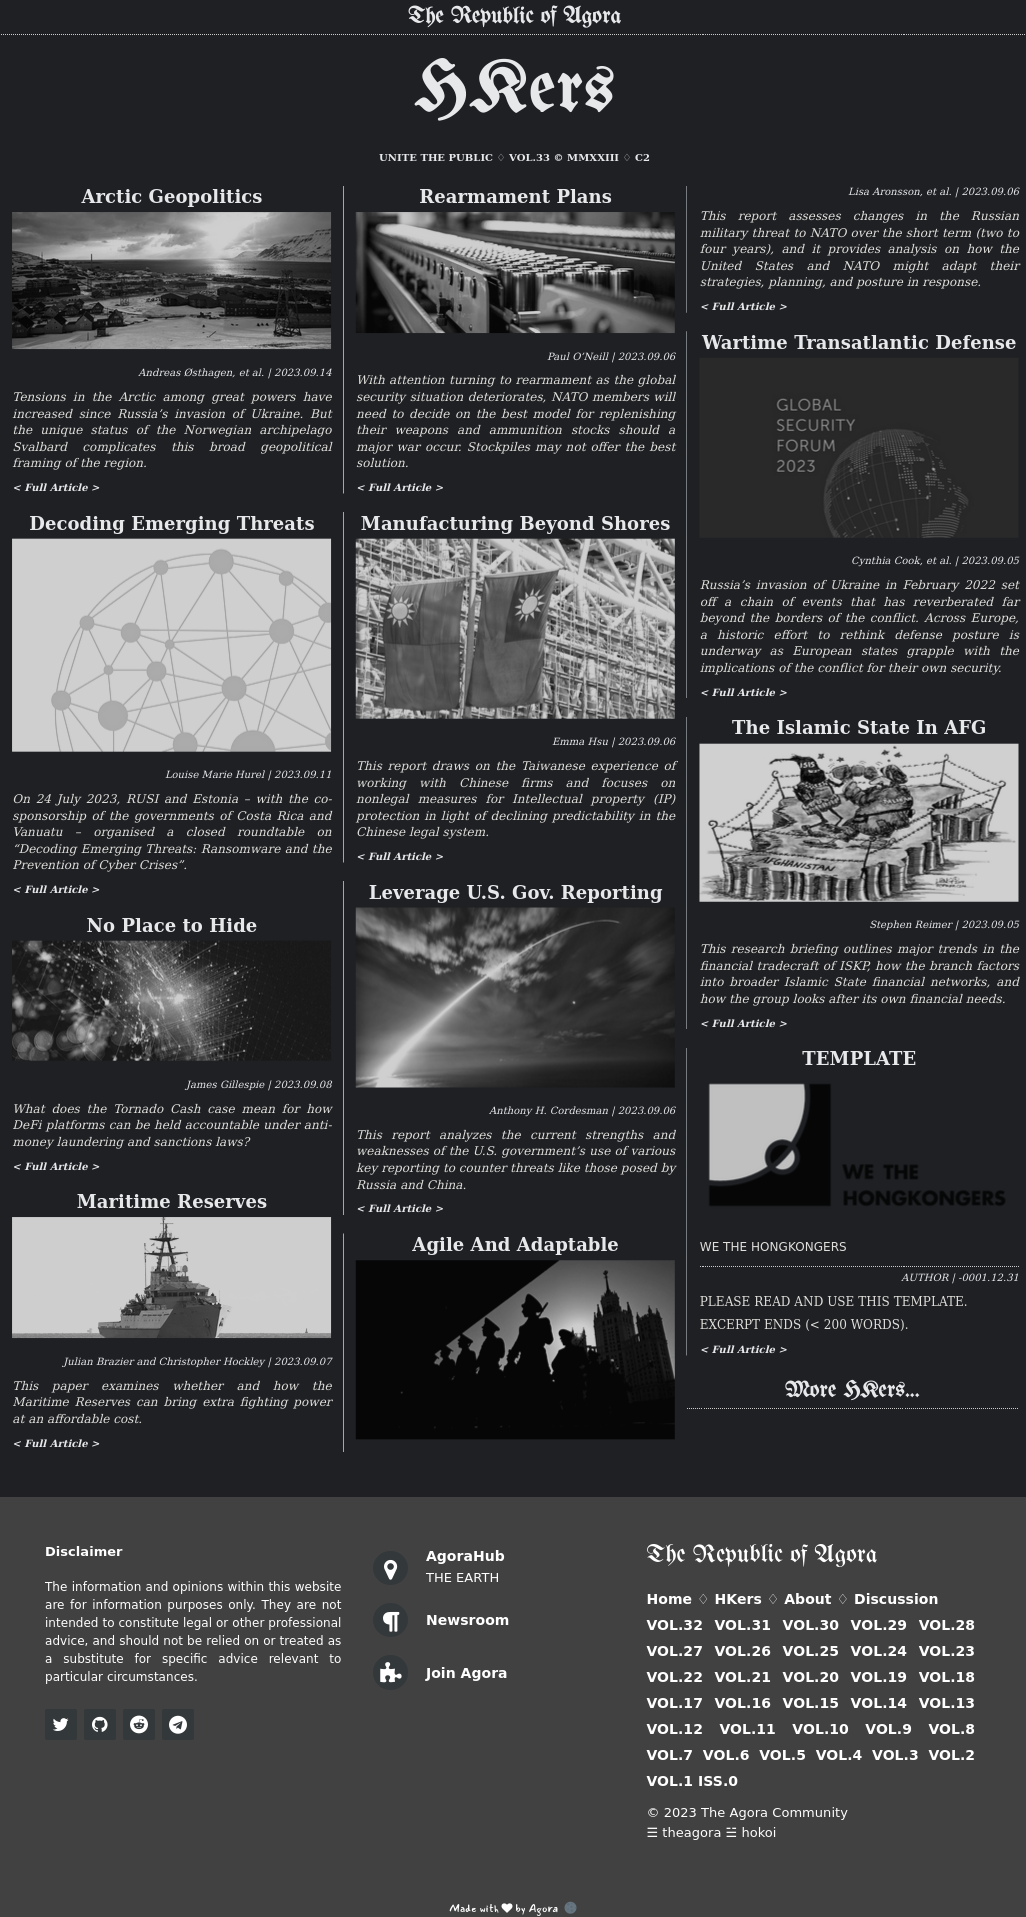 The Republic of Agora
HKers
UNITE THE PUBLIC ♢ VOL.33 © MMXXIII ♢ C2
Arctic Geopolitics
Andreas Østhagen, et al. | 2023.09.14
Tensions in the Arctic among great powers have
increased since Russia’s invasion of Ukraine. But
the unique status of the Norwegian archipelago
Svalbard complicates this broad geopolitical
framing of the region.
< Full Article >
Decoding Emerging Threats
Louise Marie Hurel | 2023.09.11
On 24 July 2023, RUSI and Estonia – with the co-
sponsorship of the governments of Costa Rica and
Vanuatu – organised a closed roundtable on
“Decoding Emerging Threats: Ransomware and the
Prevention of Cyber Crises”.
< Full Article >
No Place to Hide
James Gillespie | 2023.09.08
What does the Tornado Cash case mean for how
DeFi platforms can be held accountable under anti-
money laundering and sanctions laws?
< Full Article >
Maritime Reserves
Julian Brazier and Christopher Hockley | 2023.09.07
This paper examines whether and how the
Maritime Reserves can bring extra fighting power
at an affordable cost.
< Full Article >
Rearmament Plans
Paul O’Neill | 2023.09.06
With attention turning to rearmament as the global
security situation deteriorates, NATO members will
need to decide on the best model for replenishing
their weapons and ammunition stocks should a
major war occur. Stockpiles may not offer the best
solution.
< Full Article >
Manufacturing Beyond Shores
Emma Hsu | 2023.09.06
This report draws on the Taiwanese experience of
working with Chinese firms and focuses on
nonlegal measures for Intellectual property (IP)
protection in light of declining predictability in the
Chinese legal system.
< Full Article >
Leverage U.S. Gov. Reporting
Anthony H. Cordesman | 2023.09.06
This report analyzes the current strengths and
weaknesses of the U.S. government’s use of various
key reporting to counter threats like those posed by
Russia and China.
< Full Article >
Agile And Adaptable
Lisa Aronsson, et al. | 2023.09.06
This report assesses changes in the Russian
military threat to NATO over the short term (two to
four years), and it provides analysis on how the
United States and NATO might adapt their
strategies, planning, and posture in response.
< Full Article >
Wartime Transatlantic Defense
GLOBAL
SECURITY
FORUM
2023
Cynthia Cook, et al. | 2023.09.05
Russia’s invasion of Ukraine in February 2022 set
off a chain of events that has reverberated far
beyond the borders of the conflict. Across Europe,
a historic effort to rethink defense posture is
underway as European states grapple with the
implications of the conflict for their own security.
< Full Article >
The Islamic State In AFG
ISIS
AFGHANISTAN
Stephen Reimer | 2023.09.05
This research briefing outlines major trends in the
financial tradecraft of ISKP, how the branch factors
into broader Islamic State financial networks, and
how the group looks after its own financial needs.
< Full Article >
TEMPLATE
WE THE
HONGKONGERS
WE THE HONGKONGERS
AUTHOR | -0001.12.31
PLEASE READ AND USE THIS TEMPLATE.
EXCERPT ENDS (< 200 WORDS).
< Full Article >
More HKers...
Disclaimer
The information and opinions within this website
are for information purposes only. They are not
intended to constitute legal or other professional
advice, and should not be relied on or treated as
a substitute for specific advice relevant to
particular circumstances.
AgoraHub
THE EARTH
Newsroom
Join Agora
The Republic of Agora
Home ♢ HKers ♢ About ♢ Discussion
VOL.32 VOL.31 VOL.30 VOL.29 VOL.28
VOL.27 VOL.26 VOL.25 VOL.24 VOL.23
VOL.22 VOL.21 VOL.20 VOL.19 VOL.18
VOL.17 VOL.16 VOL.15 VOL.14 VOL.13
VOL.12 VOL.11 VOL.10 VOL.9 VOL.8
VOL.7 VOL.6 VOL.5 VOL.4 VOL.3 VOL.2
VOL.1 ISS.0
© 2023 The Agora Community
☰ theagora ☱ hokoi
Made with ♥ by Agora